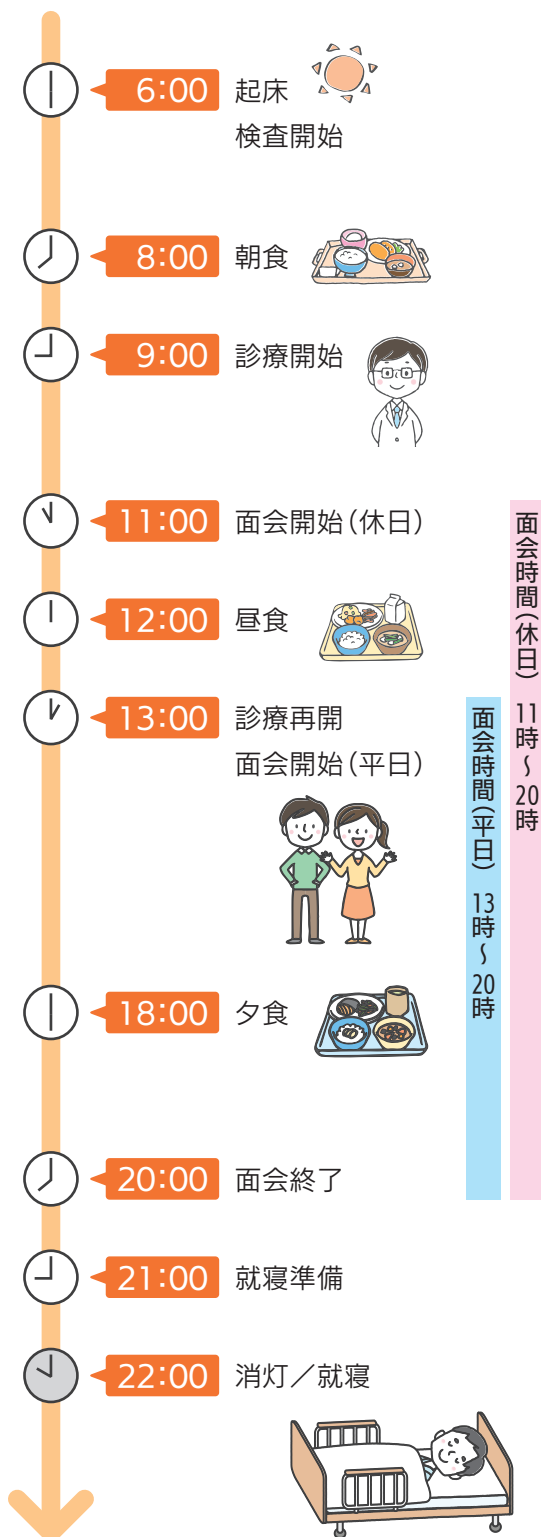 6:00 起床
検査開始
8:00 朝食
9:00 診療開始
11:00 面会開始(休日)
12:00 昼食
13:00 診療再開
面会開始(平日)
18:00 夕食
20:00 面会終了
21:00 就寝準備
22:00 消灯／就寝
面会時間(休日) 11時～20時
面会時間(平日) 13時～20時